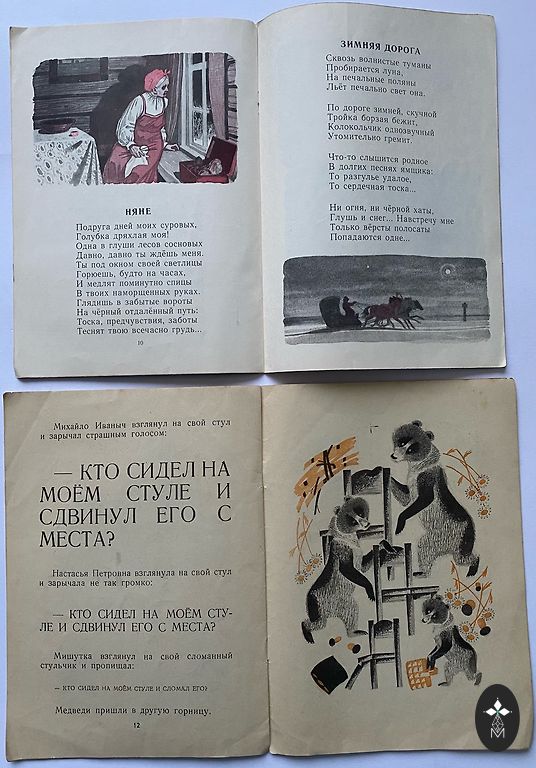 НЯНЕ
Подруга дней моих суровых,
Голубка дряхлая моя!
Одна в глуши лесов сосновых
Давно, давно ты ждёшь меня.
Ты под окном своей светлицы
Горюешь, будто на часах,
И медлят поминутно спицы
В твоих наморщенных руках.
Глядишь в забытые вороты
На чёрный отдалённый путь:
Тоска, предчувствия, заботы
Теснят твою всечасно грудь...
10
ЗИМНЯЯ ДОРОГА
Сквозь волнистые туманы
Пробирается луна,
На печальные поляны
Льёт печально свет она.
По дороге зимней, скучной
Тройка борзая бежит,
Колокольчик однозвучный
Утомительно гремит.
Что-то слышится родное
В долгих песнях ямщика:
То разгулье удалое,
То сердечная тоска...
Ни огня, ни чёрной хаты,
Глушь и снег... Навстречу мне
Только вёрсты полосаты
Попадаются одне...
Михайло Иваныч взглянул на свой стул
и зарычал страшным голосом:
— КТО СИДЕЛ НА
МОЁМ СТУЛЕ И
СДВИНУЛ ЕГО С
МЕСТА?
Настасья Петровна взглянула на свой стул
и зарычала не так громко:
— КТО СИДЕЛ НА МОЁМ СТУ-
ЛЕ И СДВИНУЛ ЕГО С МЕСТА?
Мишутка взглянул на свой сломанный
стульчик и пропищал:
— КТО СИДЕЛ НА МОЁМ СТУЛЕ И СЛОМАЛ ЕГО?
Медведи пришли в другую горницу.
12
M